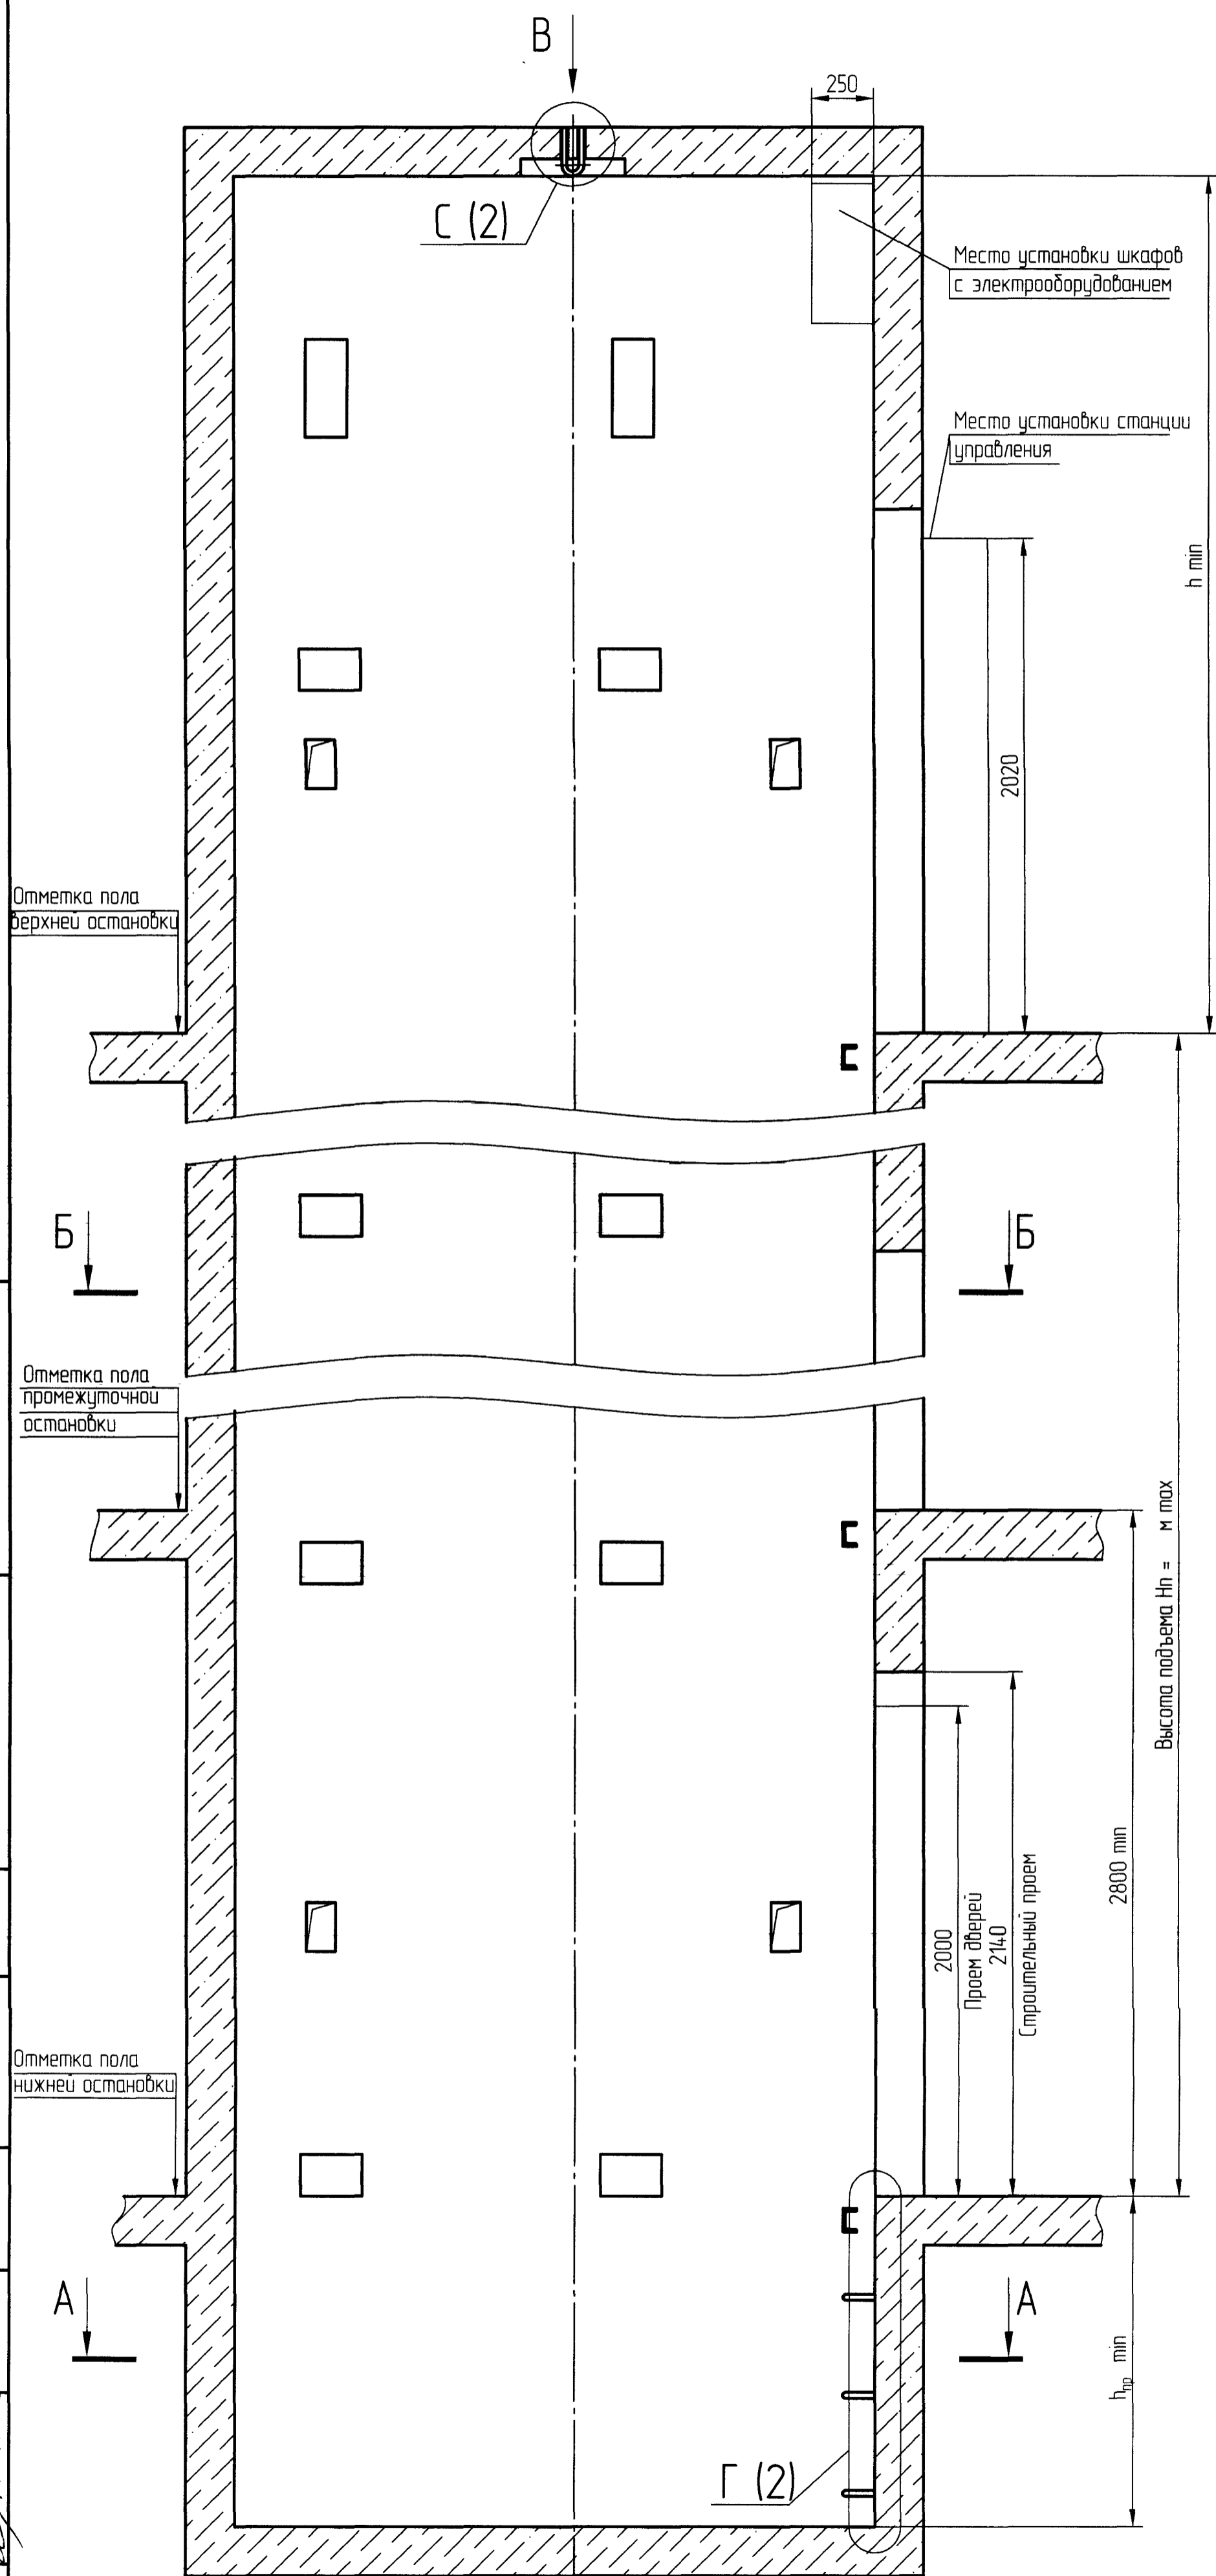 В
250
С (2)
Место установки шкафов
с электрооборудованием
Место установки станции
управления
h min
2020
Отметка пола
верхней остановки
Б
Б
Отметка пола
промежуточной
остановки
Высота подъема Нп = м max
2800 min
2000
Проем дверей
2140
Строительный проем
Отметка пола
нижней остановки
А
А
hпр min
Г (2)